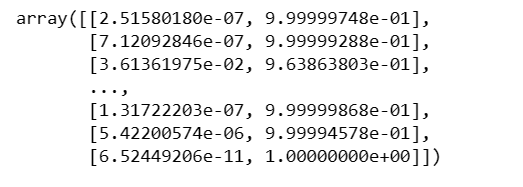 array([[2.51580180e-07, 9.99999748e-01],
[7.12092846e-07, 9.99999288e-01],
[3.61361975e-02, 9.63863803e-01],
...,
[1.31722203e-07, 9.99999868e-01],
[5.42200574e-06, 9.99994578e-01],
[6.52449206e-11, 1.00000000e+00]])